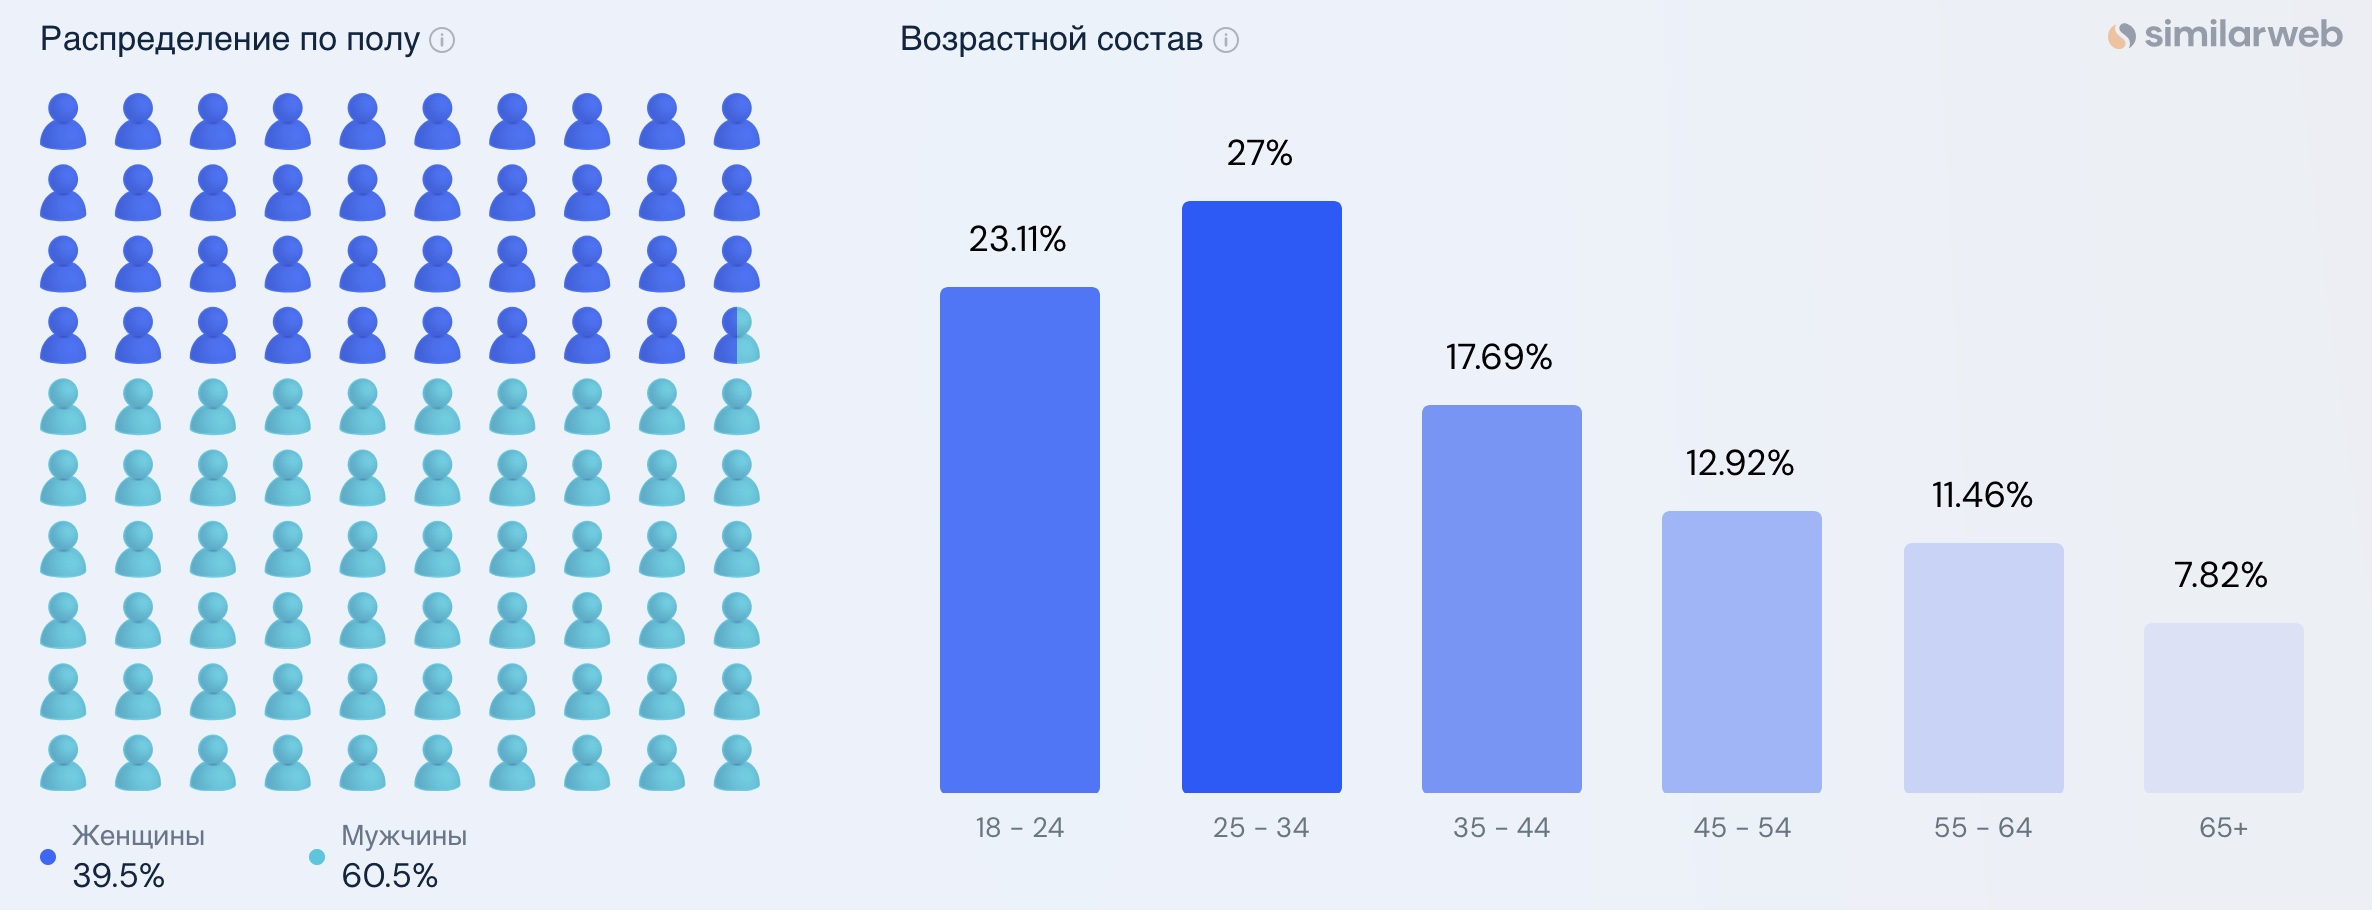 Распределение по полу
Женщины
39.5%
Мужчины
60.5%
Возрастной состав
similarweb
23.11%
27%
17.69%
12.92%
11.46%
7.82%
18 - 24
25 - 34
35 - 44
45 - 54
55 - 64
65+